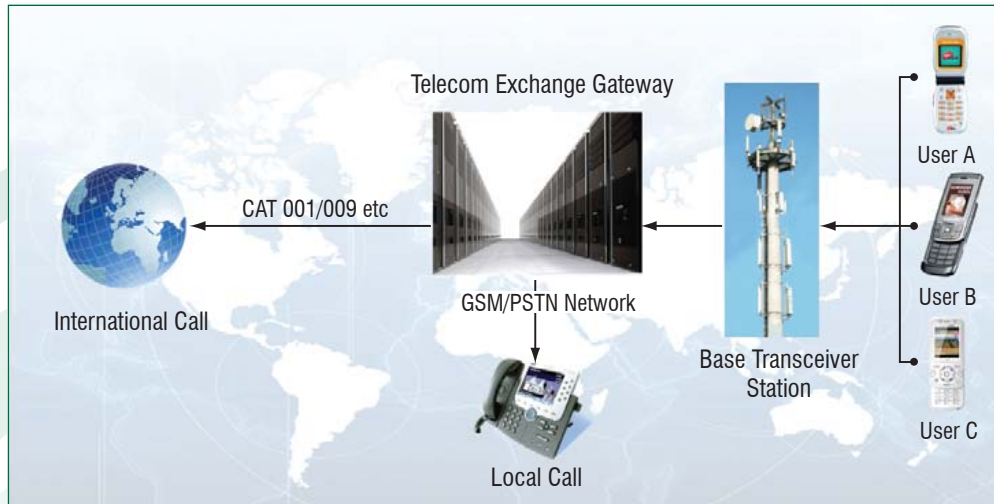 Telecom Exchange Gateway
User A
CAT 001/009 etc
User B
GSM/PSTN Network
International Call
Base Transceiver
Station
User C
Local Call